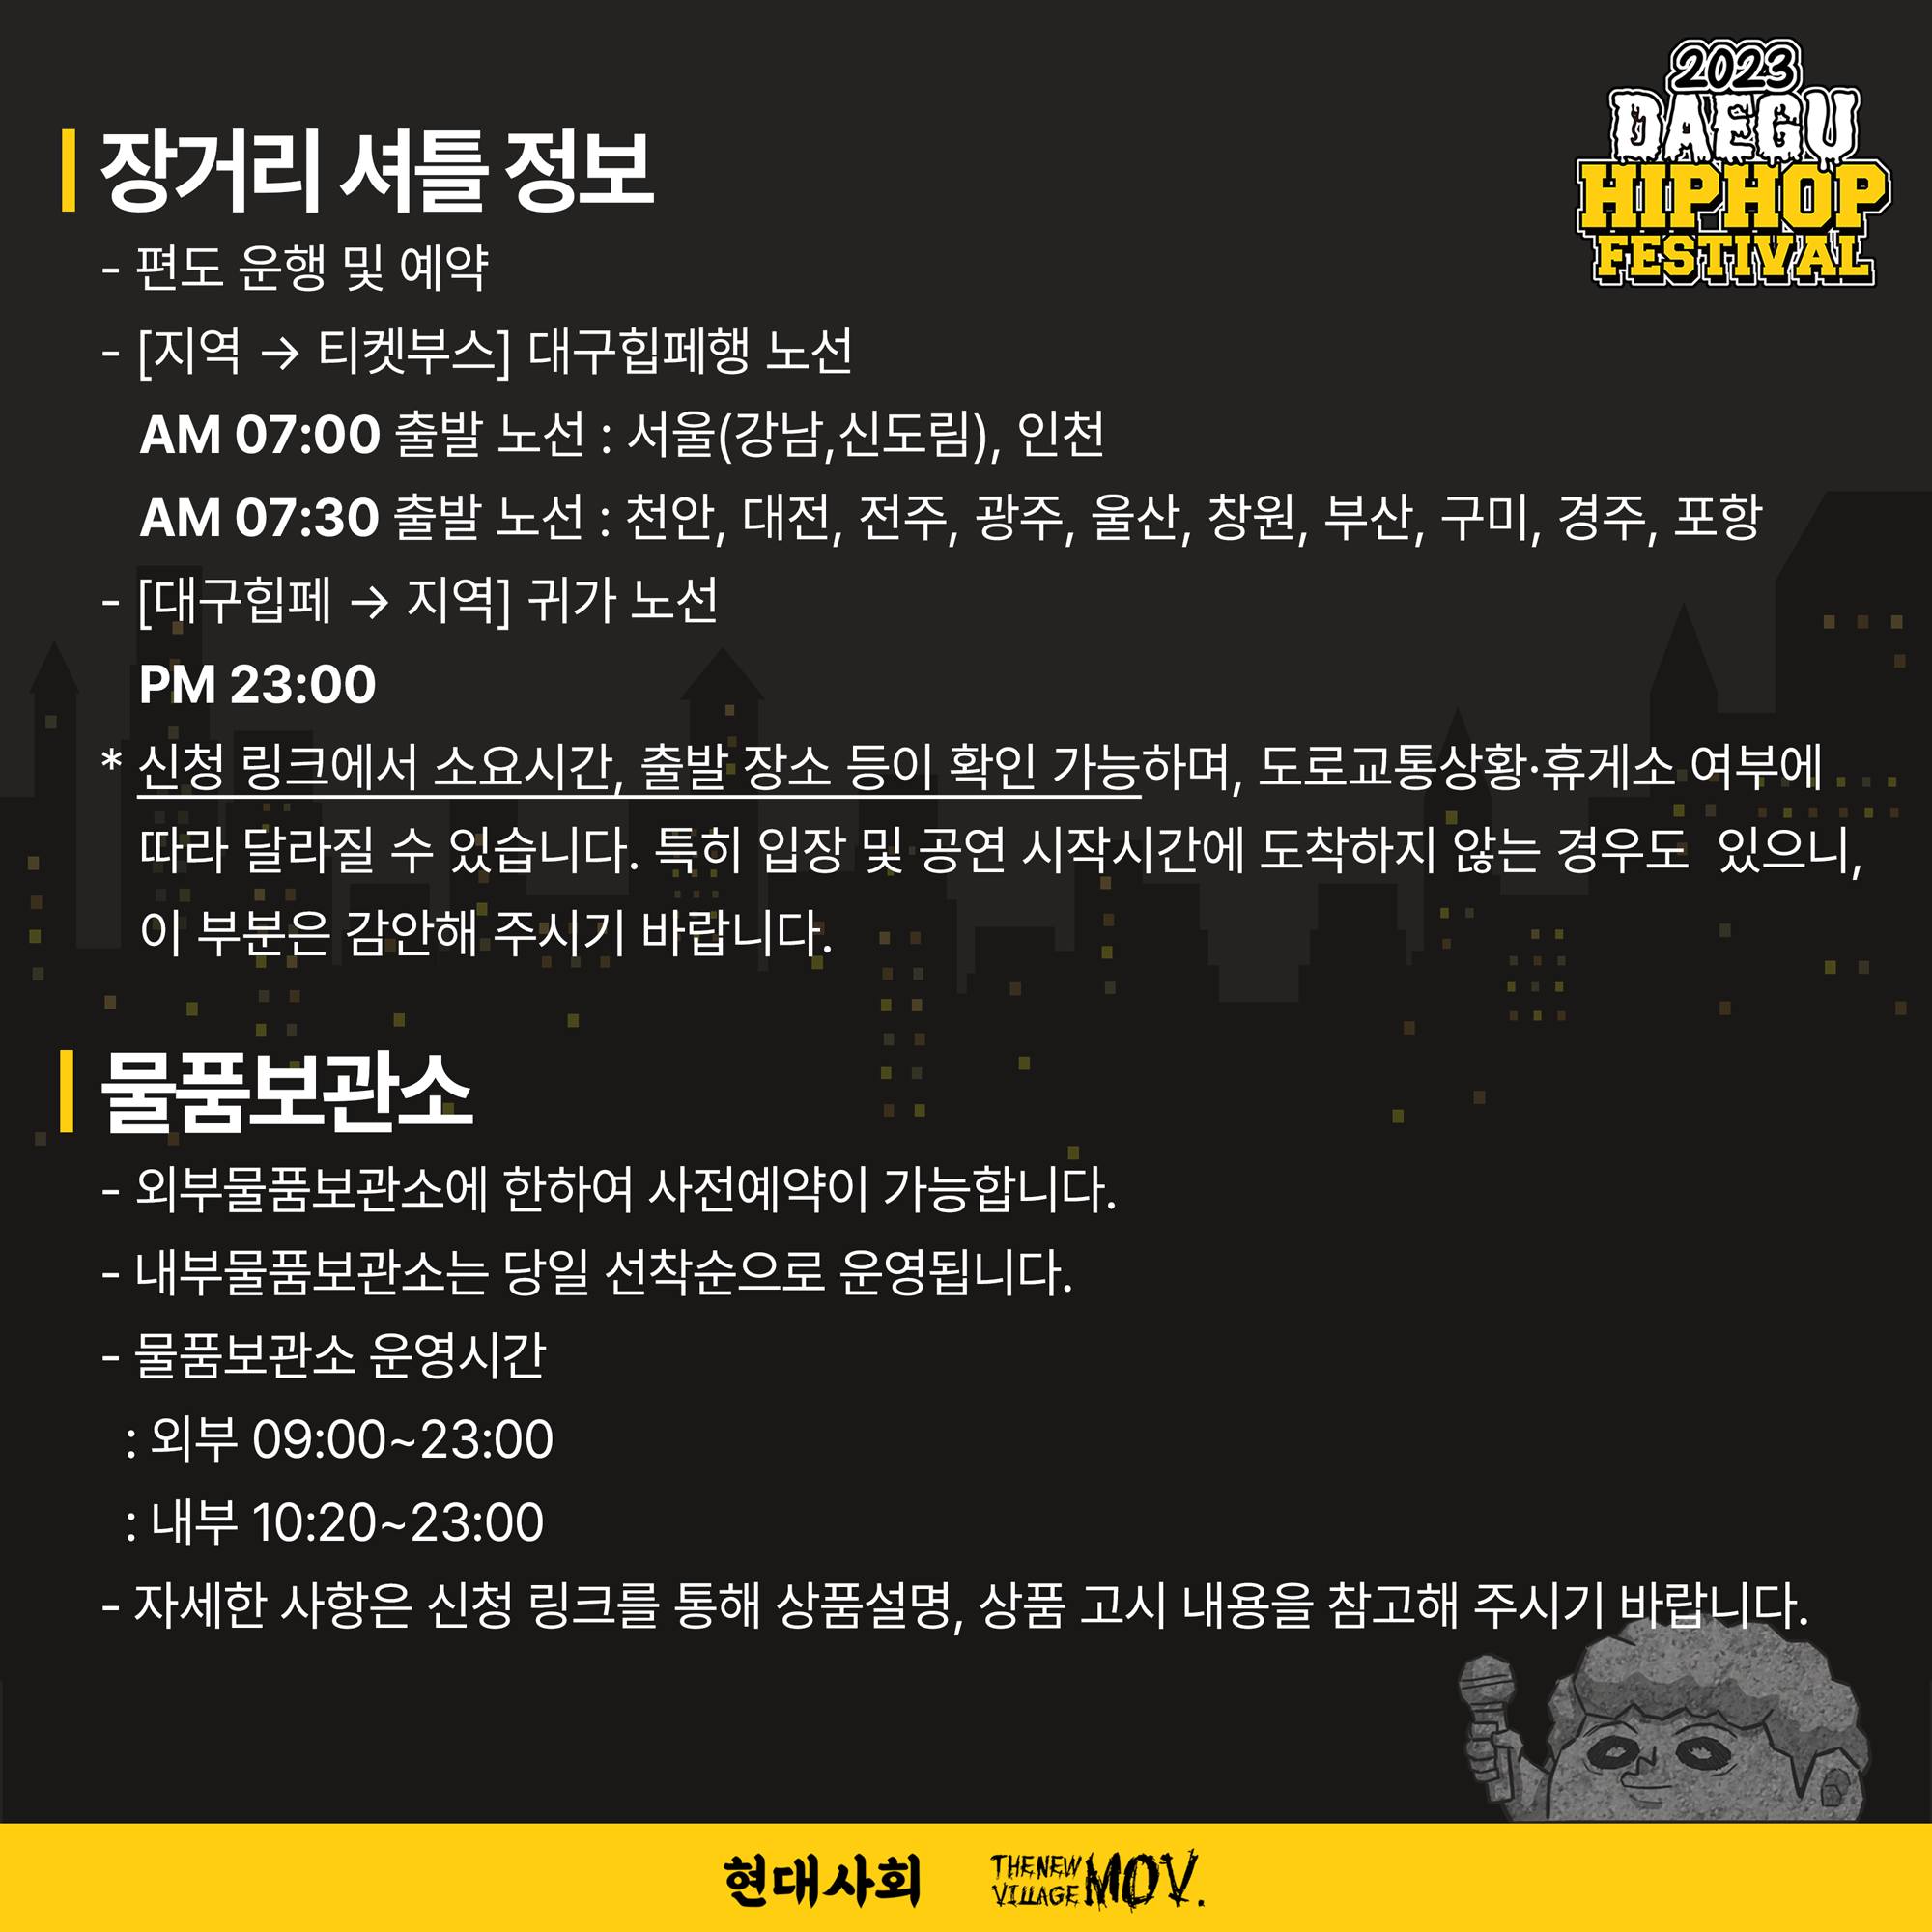 2023
DAEGU
HIPHOP
FESTIVAL
장거리 셔틀 정보
- 편도 운행 및 예약
- [지역 → 티켓부스] 대구힙페행 노선
AM 07:00 출발 노선 : 서울(강남,신도림), 인천
AM 07:30 출발 노선 : 천안, 대전, 전주, 광주, 울산, 창원, 부산, 구미, 경주, 포항
- [대구힙페 → 지역] 귀가 노선
PM 23:00
* 신청 링크에서 소요시간, 출발 장소 등이 확인 가능하며, 도로교통상황·휴게소 여부에
따라 달라질 수 있습니다. 특히 입장 및 공연 시작시간에 도착하지 않는 경우도 있으니,
이 부분은 감안해 주시기 바랍니다.
물품보관소
- 외부물품보관소에 한하여 사전예약이 가능합니다.
- 내부물품보관소는 당일 선착순으로 운영됩니다.
- 물품보관소 운영시간
: 외부 09:00~23:00
: 내부 10:20~23:00
- 자세한 사항은 신청 링크를 통해 상품설명, 상품 고시 내용을 참고해 주시기 바랍니다.
현대사회
THE NEW VILLAGE MOV.